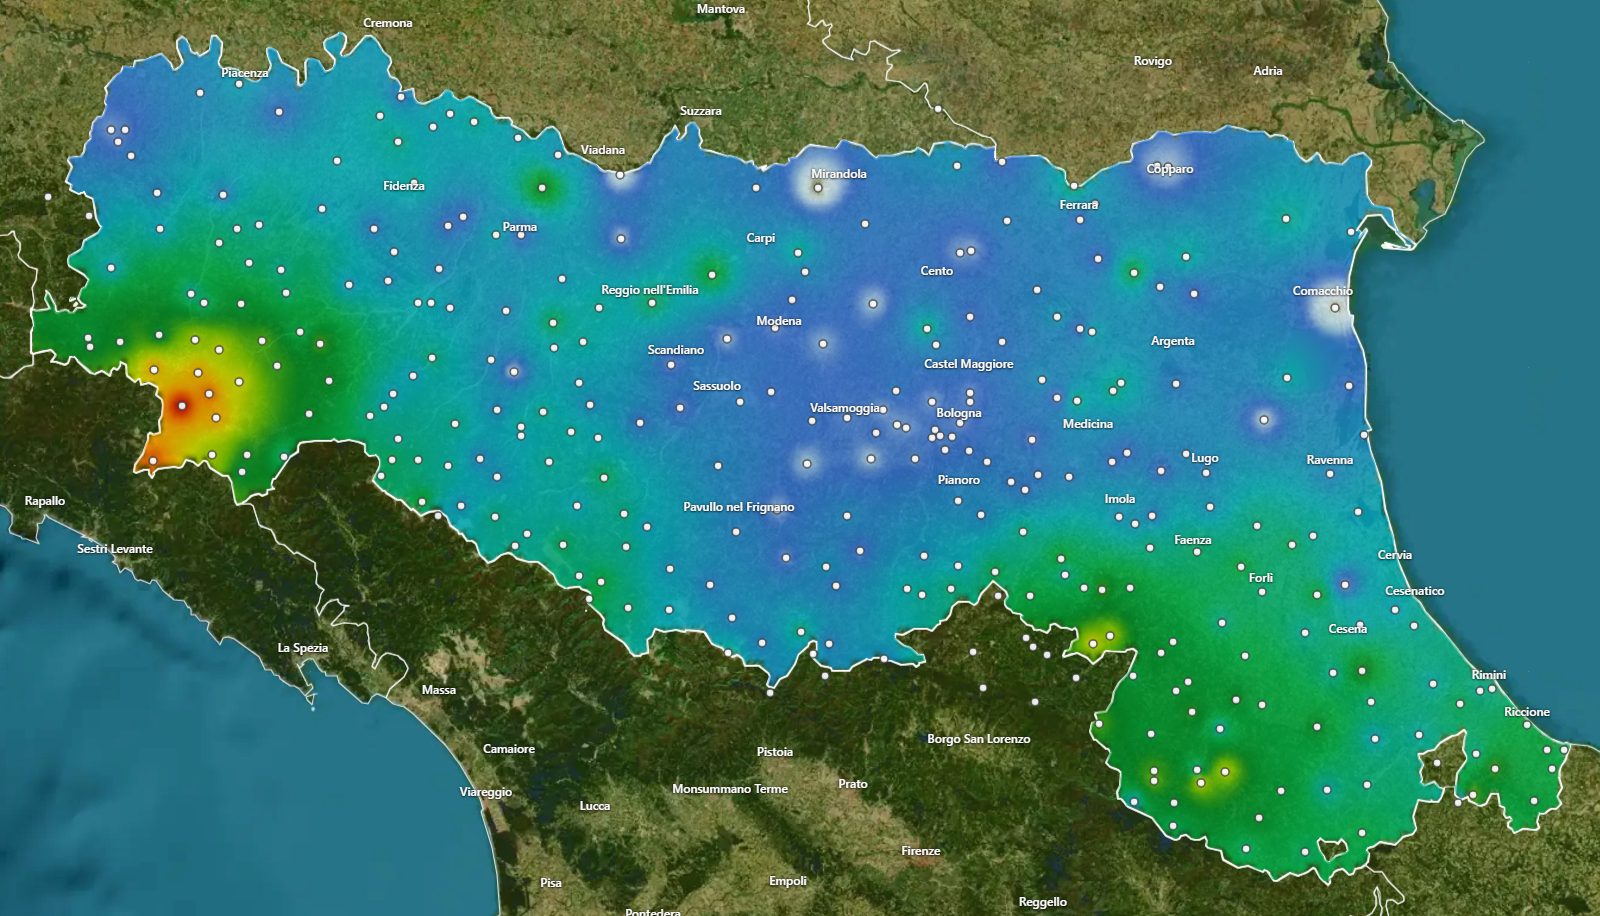 Mantova
Cremona
Rovigo
Adria
Piacenza
Suzzara
Viadana
Mirandola
Copparo
Fidenza
Ferrara
Parma
Carpi
Cento
Reggio nell'Emilia
Comacchio
Modena
Argenta
Scandiano
Castel Maggiore
Sassuolo
Valsamoggia
Bologna
Medicina
Lugo
Ravenna
Pianoro
Rapallo
Imola
Pavullo nel Frignano
Sestri Levante
Faenza
Cervia
Forlì
Cesenatico
Cesena
La Spezia
Rimini
Massa
Riccione
Borgo San Lorenzo
Camaiore
Pistoia
Prato
Viareggio
Monsummano Terme
Lucca
Firenze
Pisa
Empoli
Reggello
Pontedera